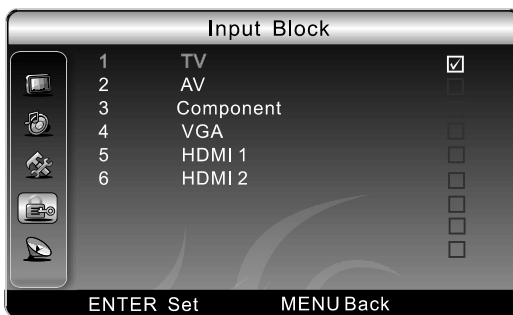 Input Block
1 TV
2 AV
3 Component
4 VGA
5 HDMI 1
6 HDMI 2
ENTER Set MENU Back